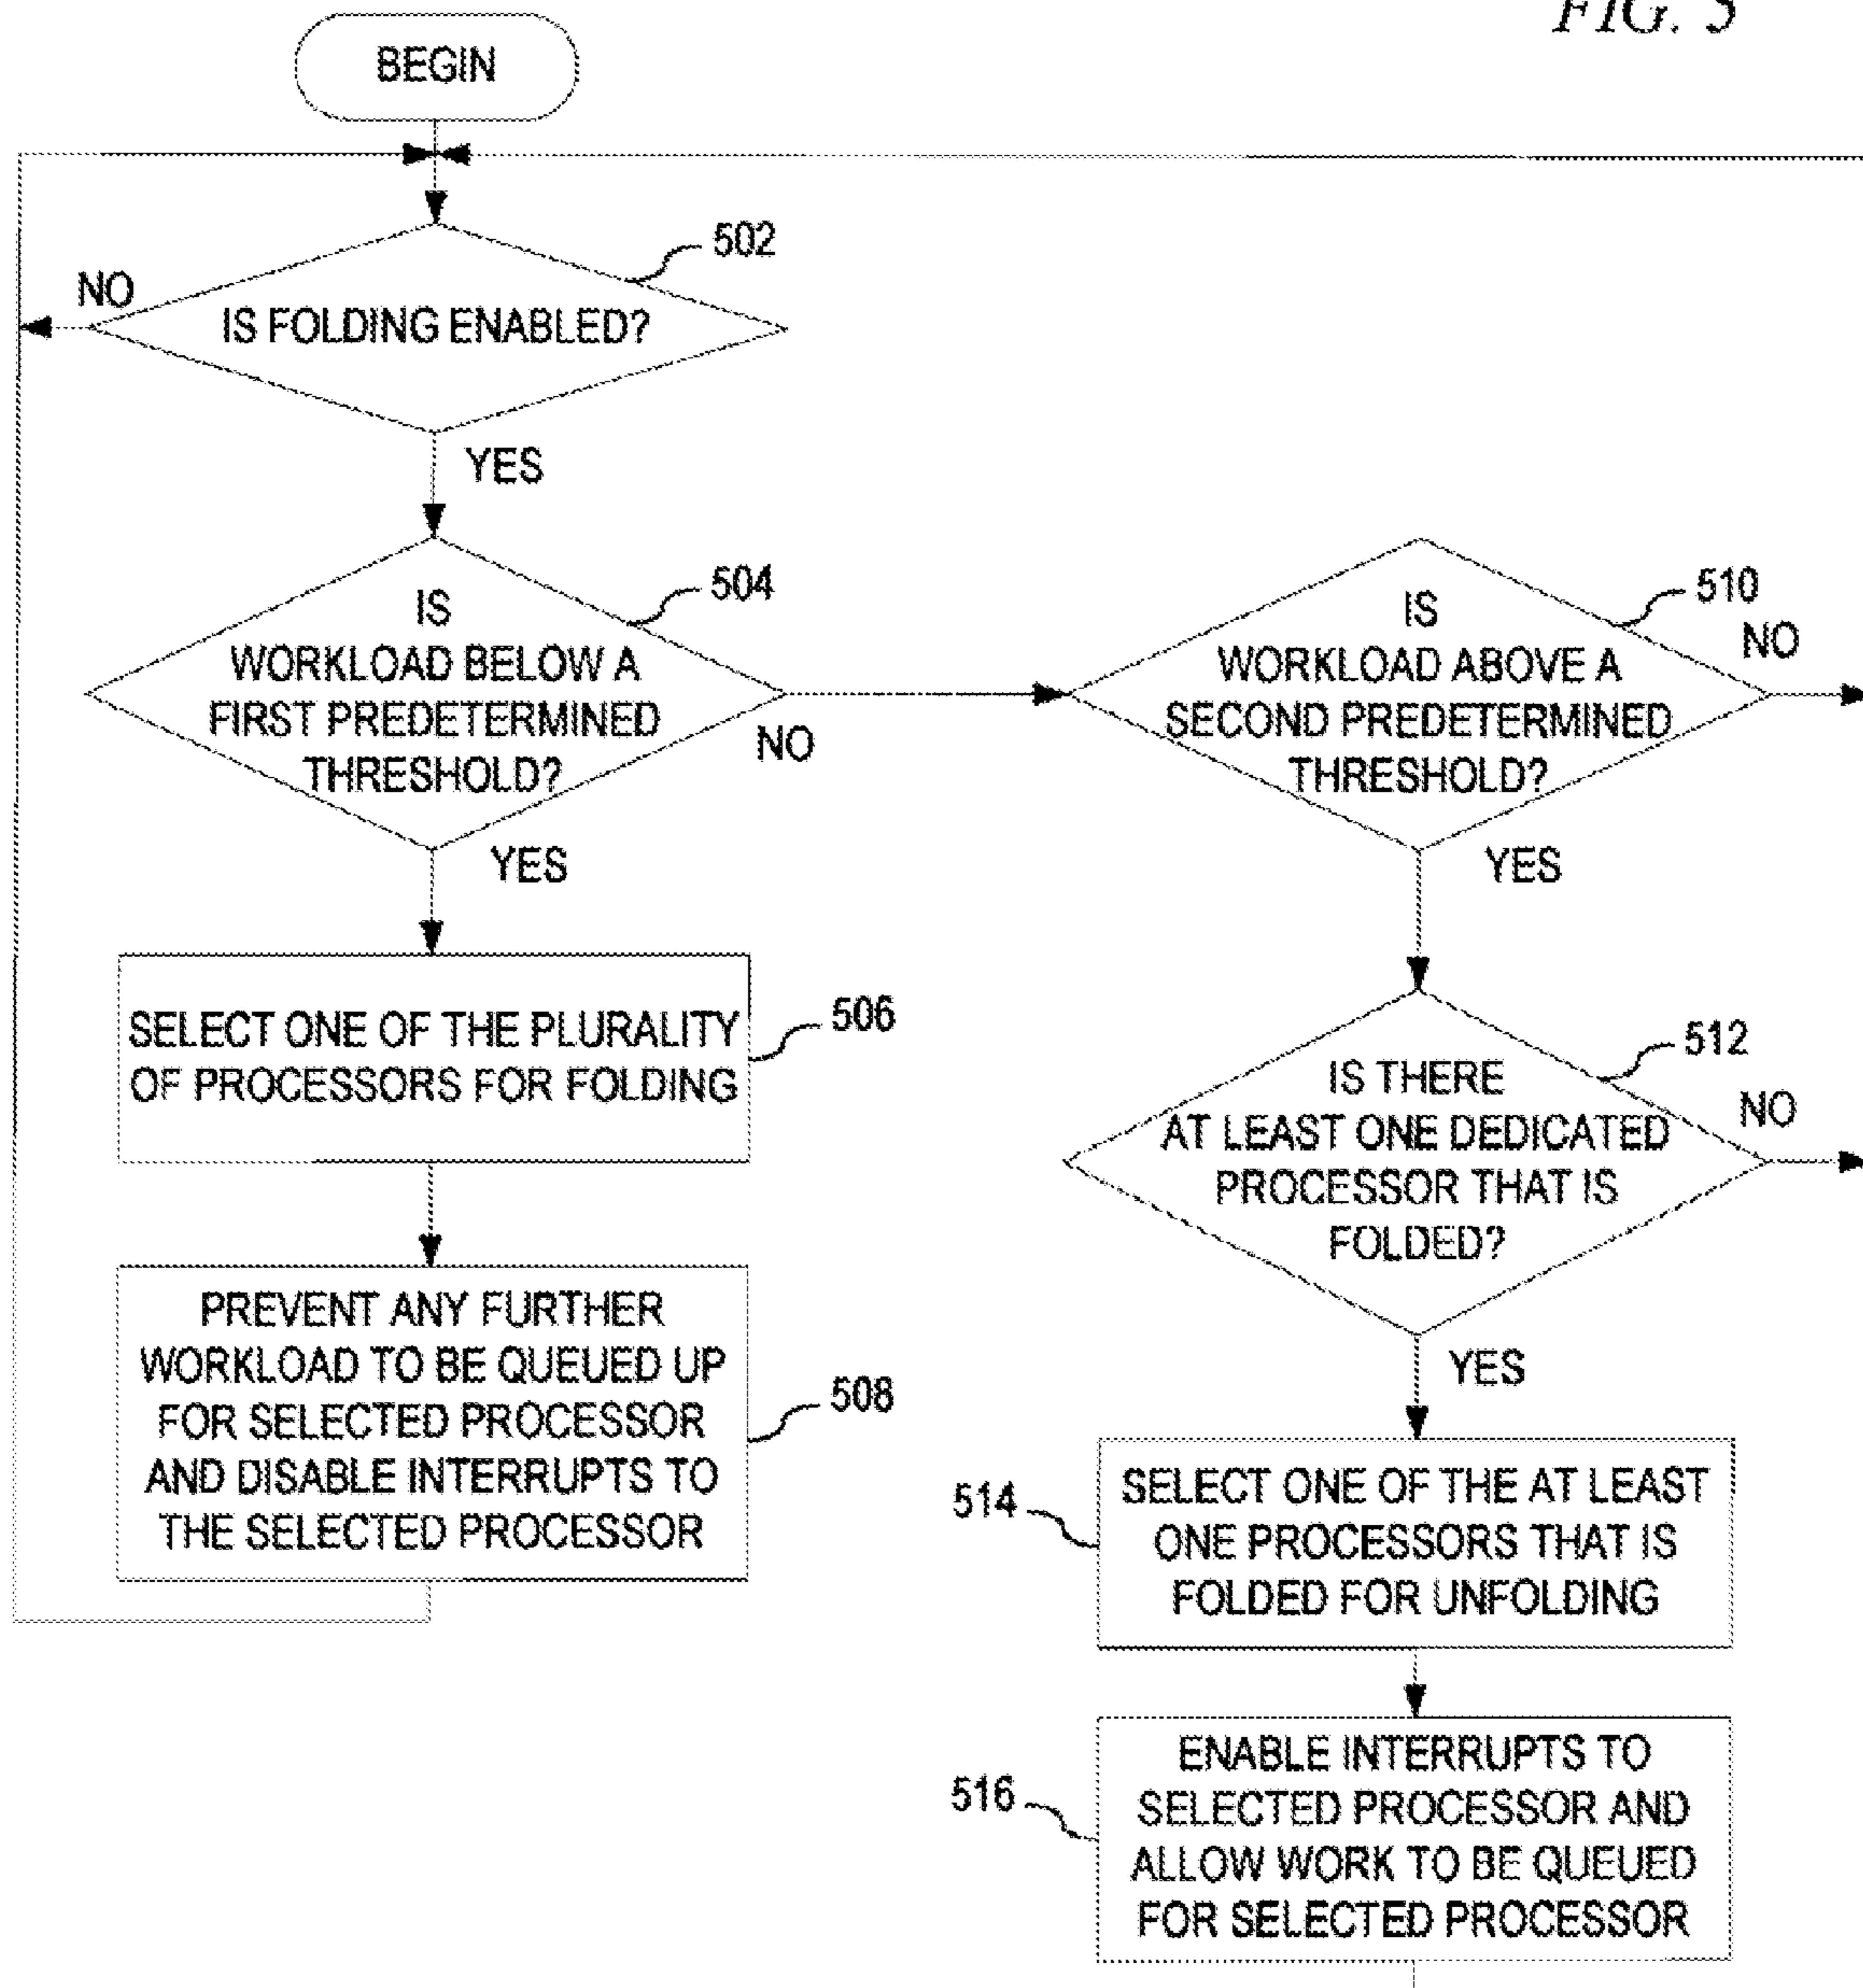 FIG. 5
BEGIN
502
NO
IS FOLDING ENABLED?
YES
504
IS
WORKLOAD BELOW A
FIRST PREDETERMINED
THRESHOLD?
NO
YES
510
IS
WORKLOAD ABOVE A
SECOND PREDETERMINED
THRESHOLD?
NO
YES
506
SELECT ONE OF THE PLURALITY
OF PROCESSORS FOR FOLDING
512
IS THERE
AT LEAST ONE DEDICATED
PROCESSOR THAT IS
FOLDED?
NO
YES
PREVENT ANY FURTHER
WORKLOAD TO BE QUEUED UP
FOR SELECTED PROCESSOR
AND DISABLE INTERRUPTS TO
THE SELECTED PROCESSOR
508
514
SELECT ONE OF THE AT LEAST
ONE PROCESSORS THAT IS
FOLDED FOR UNFOLDING
516
ENABLE INTERRUPTS TO
SELECTED PROCESSOR AND
ALLOW WORK TO BE QUEUED
FOR SELECTED PROCESSOR